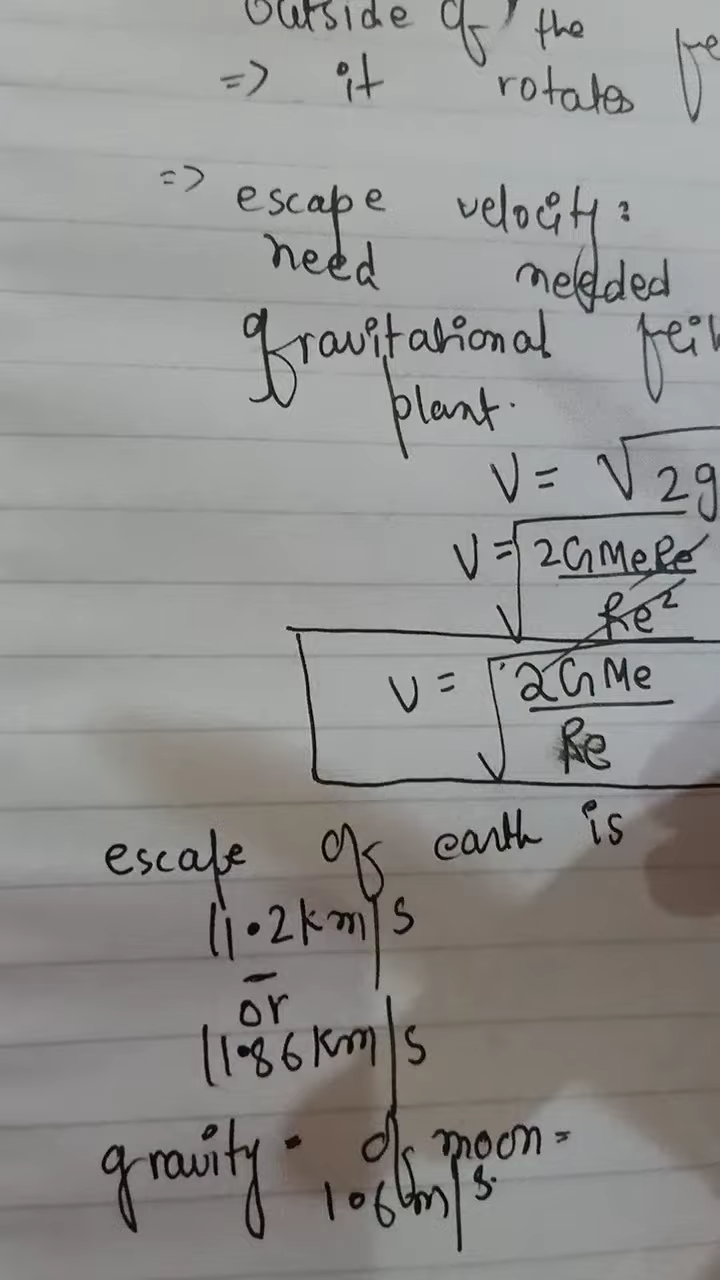 outside of the
=> it rotates
=> escape velocity:
need needed
gravitational
plant.
V = √2g
V = √2GMeRe/Re²
V = √2GMe/Re
escape of earth is
11.2km/s
or
11.86km/s
gravity of moon =
1.6m/s